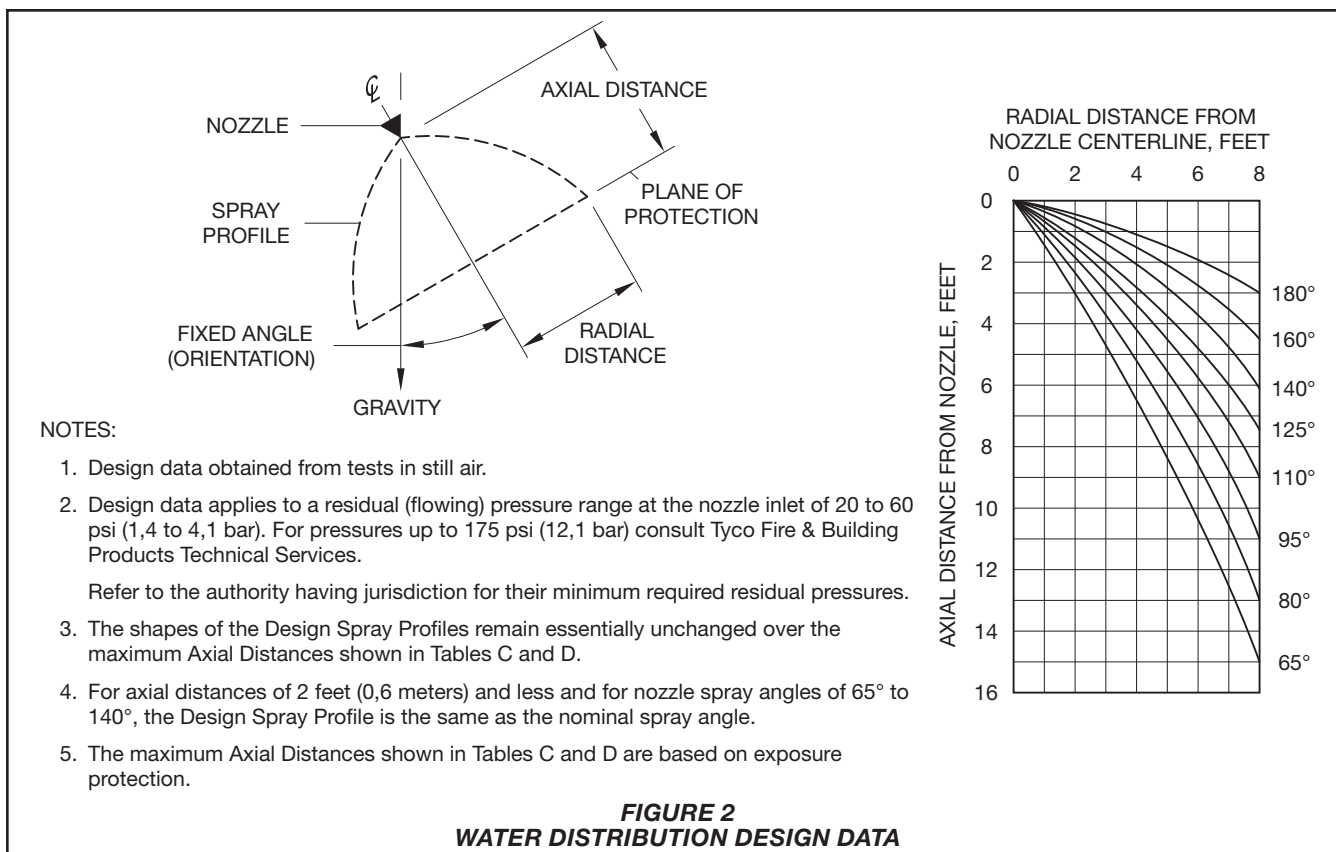 ℄
AXIAL DISTANCE
NOZZLE
SPRAY
PROFILE
PLANE OF
PROTECTION
FIXED ANGLE
(ORIENTATION)
RADIAL
DISTANCE
GRAVITY
RADIAL DISTANCE FROM
NOZZLE CENTERLINE, FEET
0 2 4 6 8
AXIAL DISTANCE FROM NOZZLE, FEET
0
2
4
6
8
10
12
14
16
180°
160°
140°
125°
110°
95°
80°
65°
NOTES:
1. Design data obtained from tests in still air.
2. Design data applies to a residual (flowing) pressure range at the nozzle inlet of 20 to 60
psi (1,4 to 4,1 bar). For pressures up to 175 psi (12,1 bar) consult Tyco Fire & Building
Products Technical Services.
Refer to the authority having jurisdiction for their minimum required residual pressures.
3. The shapes of the Design Spray Profiles remain essentially unchanged over the
maximum Axial Distances shown in Tables C and D.
4. For axial distances of 2 feet (0,6 meters) and less and for nozzle spray angles of 65° to
140°, the Design Spray Profile is the same as the nominal spray angle.
5. The maximum Axial Distances shown in Tables C and D are based on exposure
protection.
FIGURE 2
WATER DISTRIBUTION DESIGN DATA